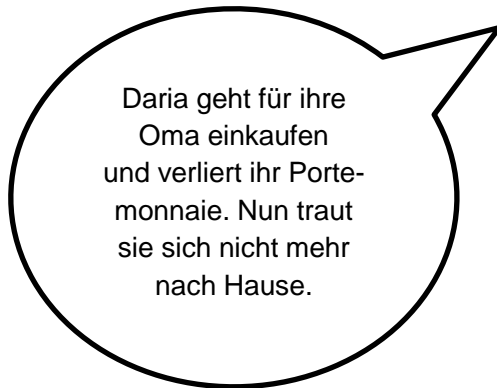 Daria geht für ihre
Oma einkaufen
und verliert ihr Porte-
monnaie. Nun traut
sie sich nicht mehr
nach Hause.